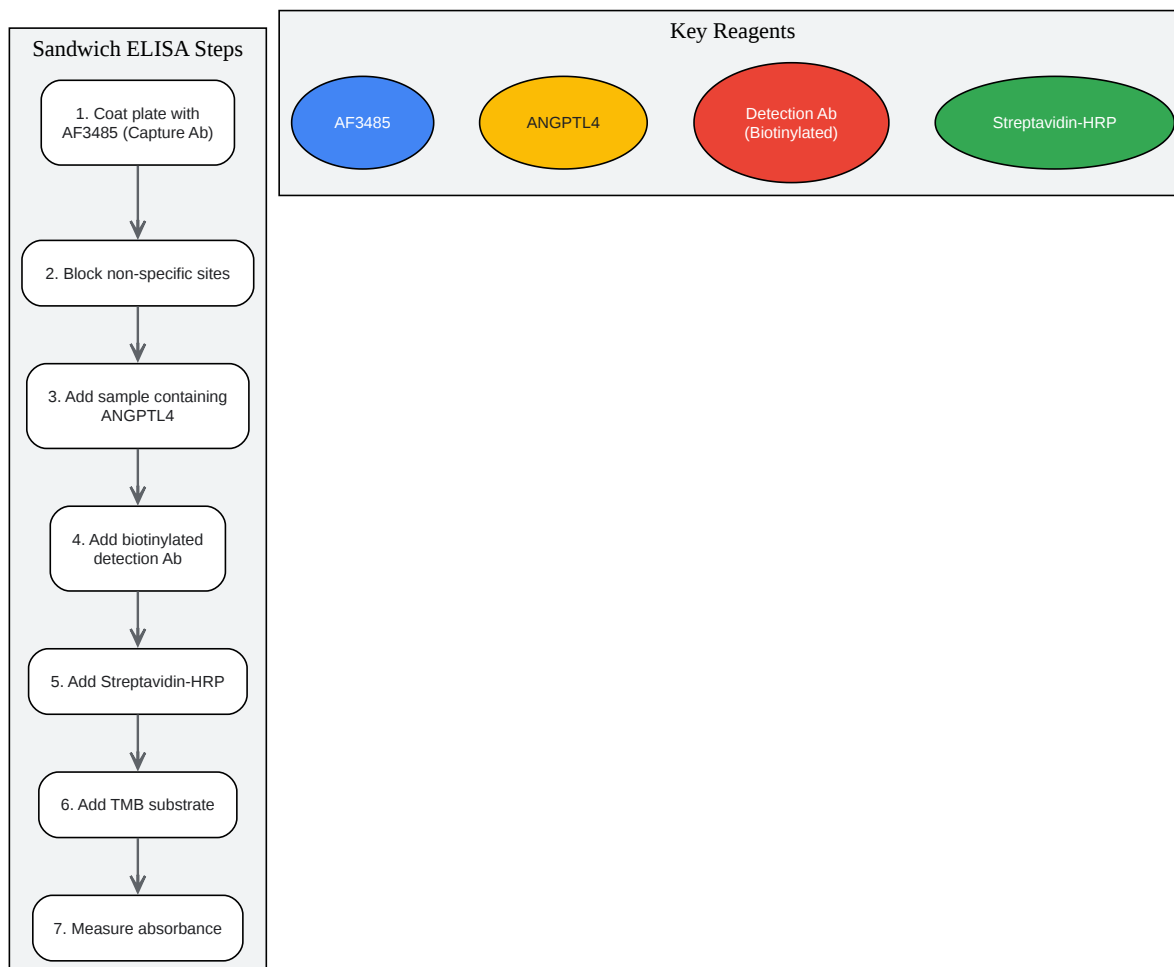 Sandwich ELISA Steps
1. Coat plate with
AF3485 (Capture Ab)
2. Block non-specific sites
3. Add sample containing
ANGPTL4
4. Add biotinylated
detection Ab
5. Add Streptavidin-HRP
6. Add TMB substrate
7. Measure absorbance
Key Reagents
AF3485
ANGPTL4
Detection Ab
(Biotinylated)
Streptavidin-HRP